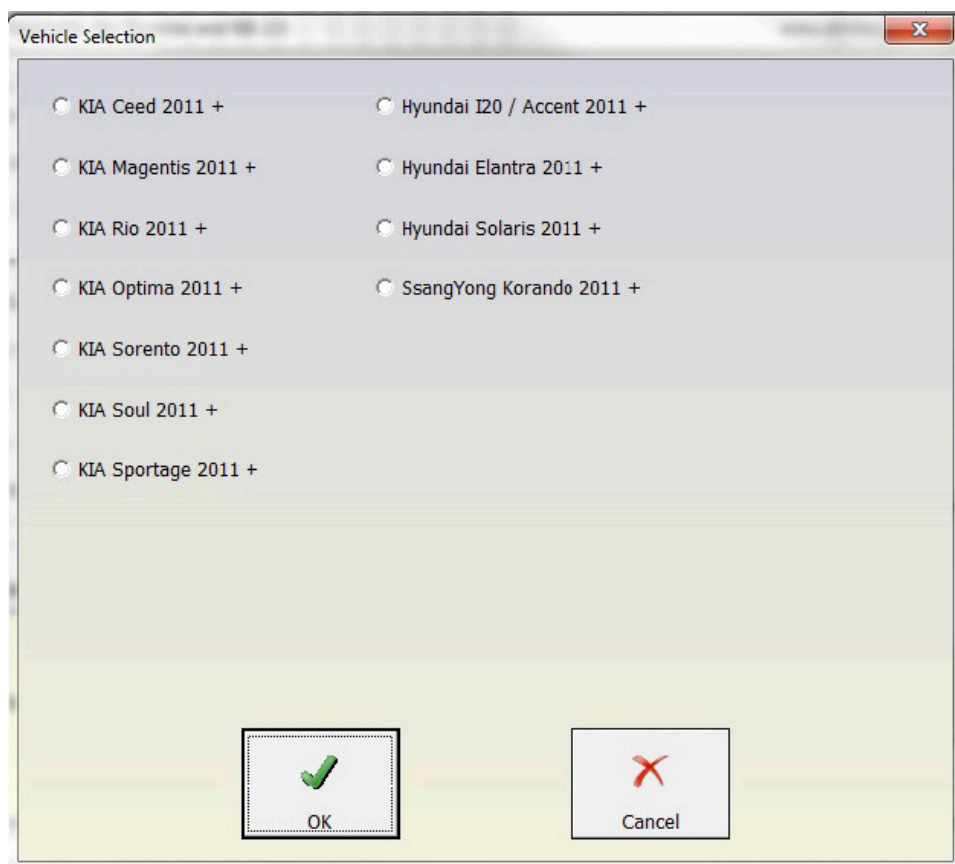 Vehicle Selection
KIA Ceed 2011 +
KIA Magentis 2011 +
KIA Rio 2011 +
KIA Optima 2011 +
KIA Sorento 2011 +
KIA Soul 2011 +
KIA Sportage 2011 +
Hyundai I20 / Accent 2011 +
Hyundai Elantra 2011 +
Hyundai Solaris 2011 +
SsangYong Korando 2011 +
OK
Cancel